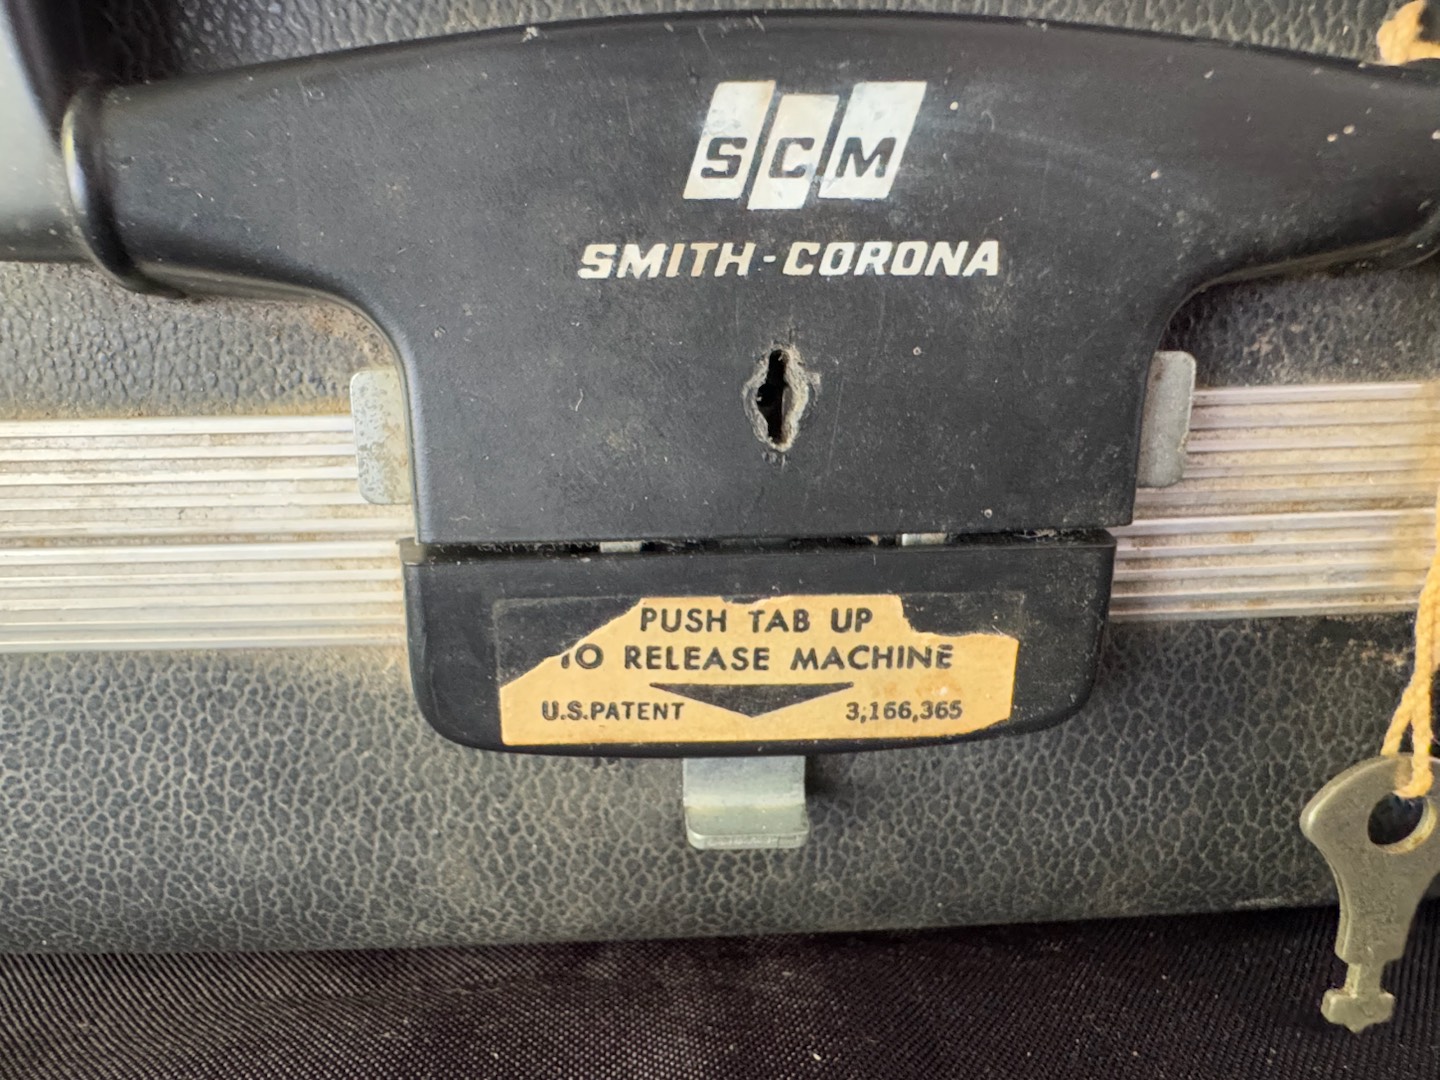 SCM
SMITH-CORONA
PUSH TAB UP
TO RELEASE MACHINE
U.S.PATENT 3,166,365